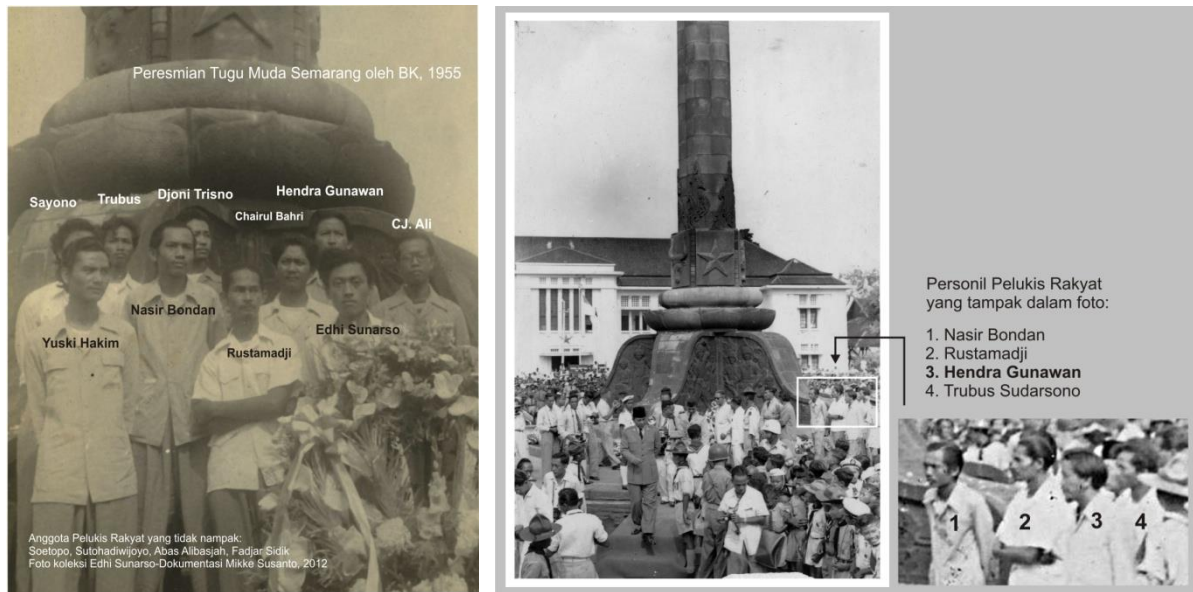 Peresmian Tugu Muda Semarang oleh BK, 1955
Sayono
Trubus
Djoni Trisno
Hendra Gunawan
Chairul Bahri
CJ. Ali
Nasir Bondan
Edhi Sunarso
Yuski Hakim
Rustamadji
Anggota Pelukis Rakyat yang tidak nampak:
Soetopo, Sutohadiwijoyo, Abas Alibasjah, Fadjar Sidik
Foto koleksi Edhi Sunarso-Dokumentasi Mikke Susanto, 2012
Personil Pelukis Rakyat
yang tampak dalam foto:
1. Nasir Bondan
2. Rustamadji
3. Hendra Gunawan
4. Trubus Sudarsono
1
2
3
4